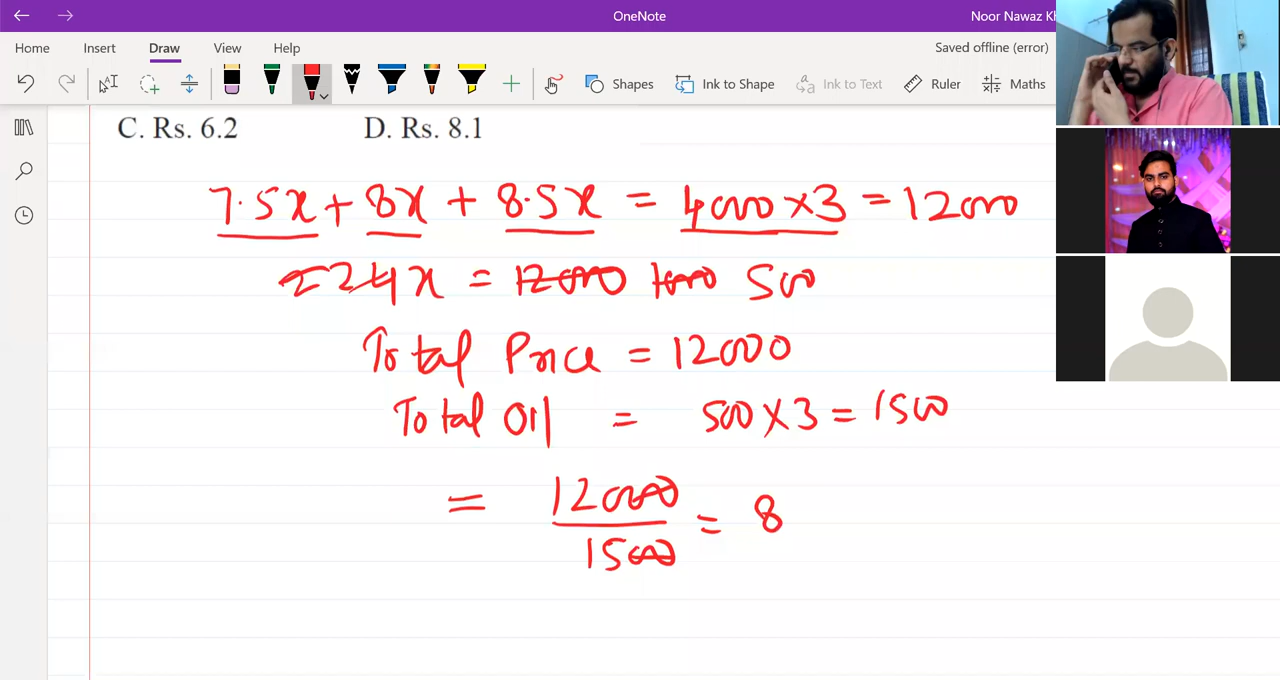 OneNote
Noor Nawaz Kh
Home Insert Draw View Help
Saved offline (error)
Shapes Ink to Shape Ink to Text Ruler Maths
C. Rs. 6.2 D. Rs. 8.1
7.5x + 8x + 8.5x = 4000 × 3 = 12000
24x = 12000 1000 500
Total Price = 12000
Total Oil = 500 × 3 = 1500
= 12000
1500
= 8